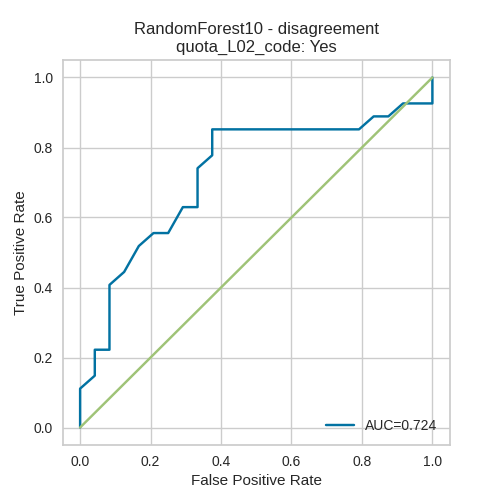 RandomForest10 - disagreement
quota_L02_code: Yes
1.0
0.8
0.6
0.4
0.2
0.0
True Positive Rate
AUC=0.724
0.0 0.2 0.4 0.6 0.8 1.0
False Positive Rate